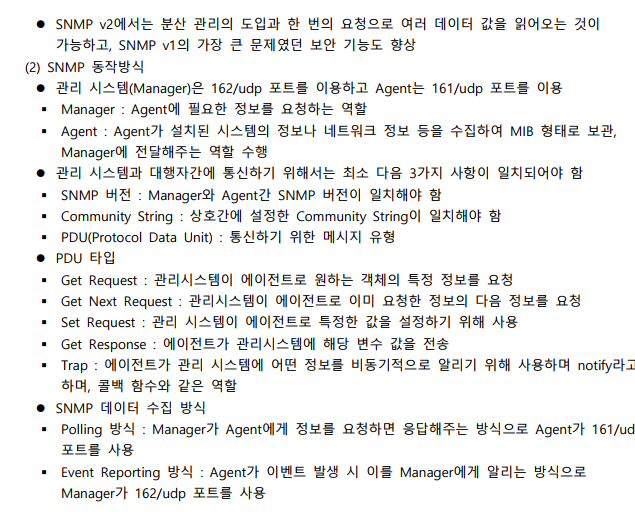 ● SNMP v2에서는 분산 관리의 도입과 한 번의 요청으로 여러 데이터 값을 읽어오는 것이
가능하고, SNMP v1의 가장 큰 문제였던 보안 기능도 향상
(2) SNMP 동작방식
● 관리 시스템(Manager)은 162/udp 포트를 이용하고 Agent는 161/udp 포트를 이용
▪ Manager : Agent에 필요한 정보를 요청하는 역할
▪ Agent : Agent가 설치된 시스템의 정보나 네트워크 정보 등을 수집하여 MIB 형태로 보관,
Manager에 전달해주는 역할 수행
● 관리 시스템과 대행자간에 통신하기 위해서는 최소 다음 3가지 사항이 일치되어야 함
▪ SNMP 버전 : Manager와 Agent간 SNMP 버전이 일치해야 함
▪ Community String : 상호간에 설정한 Community String이 일치해야 함
▪ PDU(Protocol Data Unit) : 통신하기 위한 메시지 유형
● PDU 타입
▪ Get Request : 관리시스템이 에이전트로 원하는 객체의 특정 정보를 요청
▪ Get Next Request : 관리시스템이 에이전트로 이미 요청한 정보의 다음 정보를 요청
▪ Set Request : 관리 시스템이 에이전트로 특정한 값을 설정하기 위해 사용
▪ Get Response : 에이전트가 관리시스템에 해당 변수 값을 전송
▪ Trap : 에이전트가 관리 시스템에 어떤 정보를 비동기적으로 알리기 위해 사용하며 notify라고
하며, 콜백 함수와 같은 역할
● SNMP 데이터 수집 방식
▪ Polling 방식 : Manager가 Agent에게 정보를 요청하면 응답해주는 방식으로 Agent가 161/ud
포트를 사용
▪ Event Reporting 방식 : Agent가 이벤트 발생 시 이를 Manager에게 알리는 방식으로
Manager가 162/udp 포트를 사용